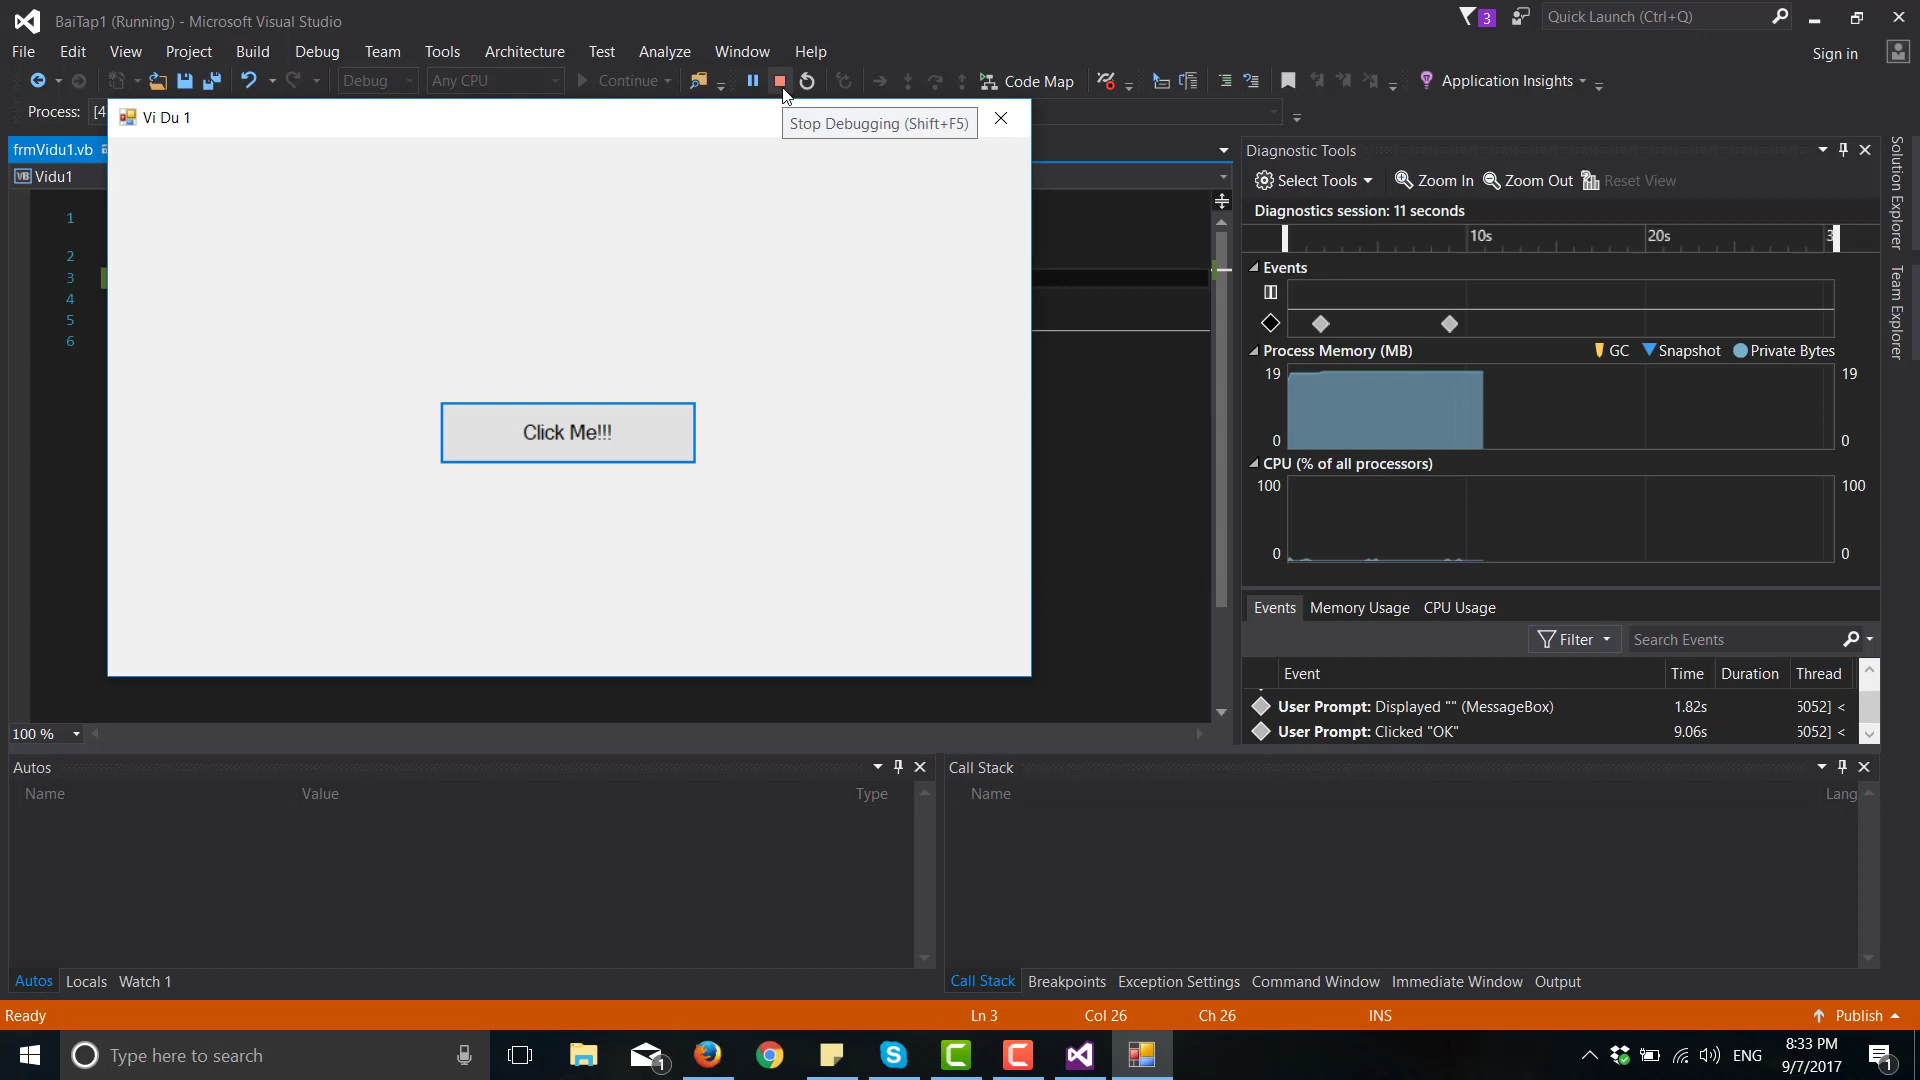 BaiTap1 (Running) - Microsoft Visual Studio
3
Quick Launch (Ctrl+Q)
File Edit View Project Build Debug Team Tools Architecture Test Analyze Window Help
Sign in
Debug Any CPU Continue Code Map Application Insights
Process: [4
Vi Du 1
Stop Debugging (Shift+F5)
frmVidu1.vb
VB Vidu1
1
2
3
4
5
6
Click Me!!!
100 %
Diagnostic Tools
Select Tools Zoom In Zoom Out Reset View
Diagnostics session: 11 seconds
10s 20s 3
Events
Process Memory (MB) GC Snapshot Private Bytes
19 19
0 0
CPU (% of all processors)
100 100
0 0
Events Memory Usage CPU Usage
Filter Search Events
Event Time Duration Thread
User Prompt: Displayed "" (MessageBox) 1.82s 5052] <
User Prompt: Clicked "OK" 9.06s 5052] <
Solution Explorer
Team Explorer
Autos
Name Value Type
Autos Locals Watch 1
Call Stack
Name Lang
Call Stack Breakpoints Exception Settings Command Window Immediate Window Output
Ready Ln 3 Col 26 Ch 26 INS Publish
Type here to search
1
ENG
8:33 PM
9/7/2017
1